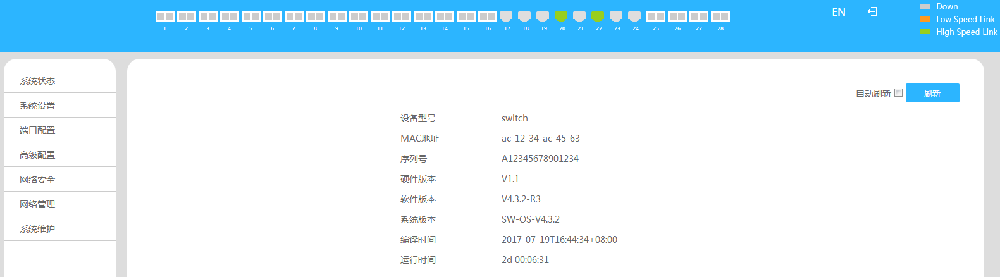 EN
Down
Low Speed Link
High Speed Link
1 2 3 4 5 6 7 8 9 10 11 12 13 14 15 16 17 18 19 20 21 22 23 24 25 26 27 28
系统状态
系统设置
端口配置
高级配置
网络安全
网络管理
系统维护
自动刷新 刷新
设备型号 switch
MAC地址 ac-12-34-ac-45-63
序列号 A12345678901234
硬件版本 V1.1
软件版本 V4.3.2-R3
系统版本 SW-OS-V4.3.2
编译时间 2017-07-19T16:44:34+08:00
运行时间 2d 00:06:31